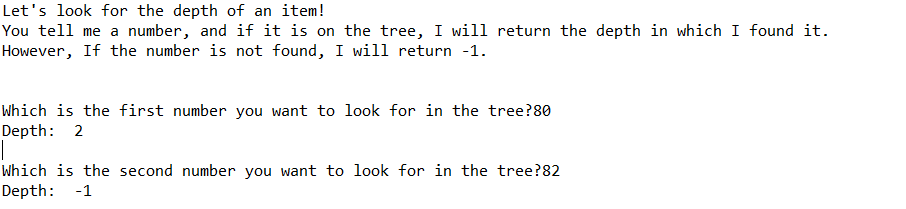 Let's look for the depth of an item!
You tell me a number, and if it is on the tree, I will return the depth in which I found it.
However, If the number is not found, I will return -1.
Which is the first number you want to look for in the tree?80
Depth:  2
Which is the second number you want to look for in the tree?82
Depth:  -1